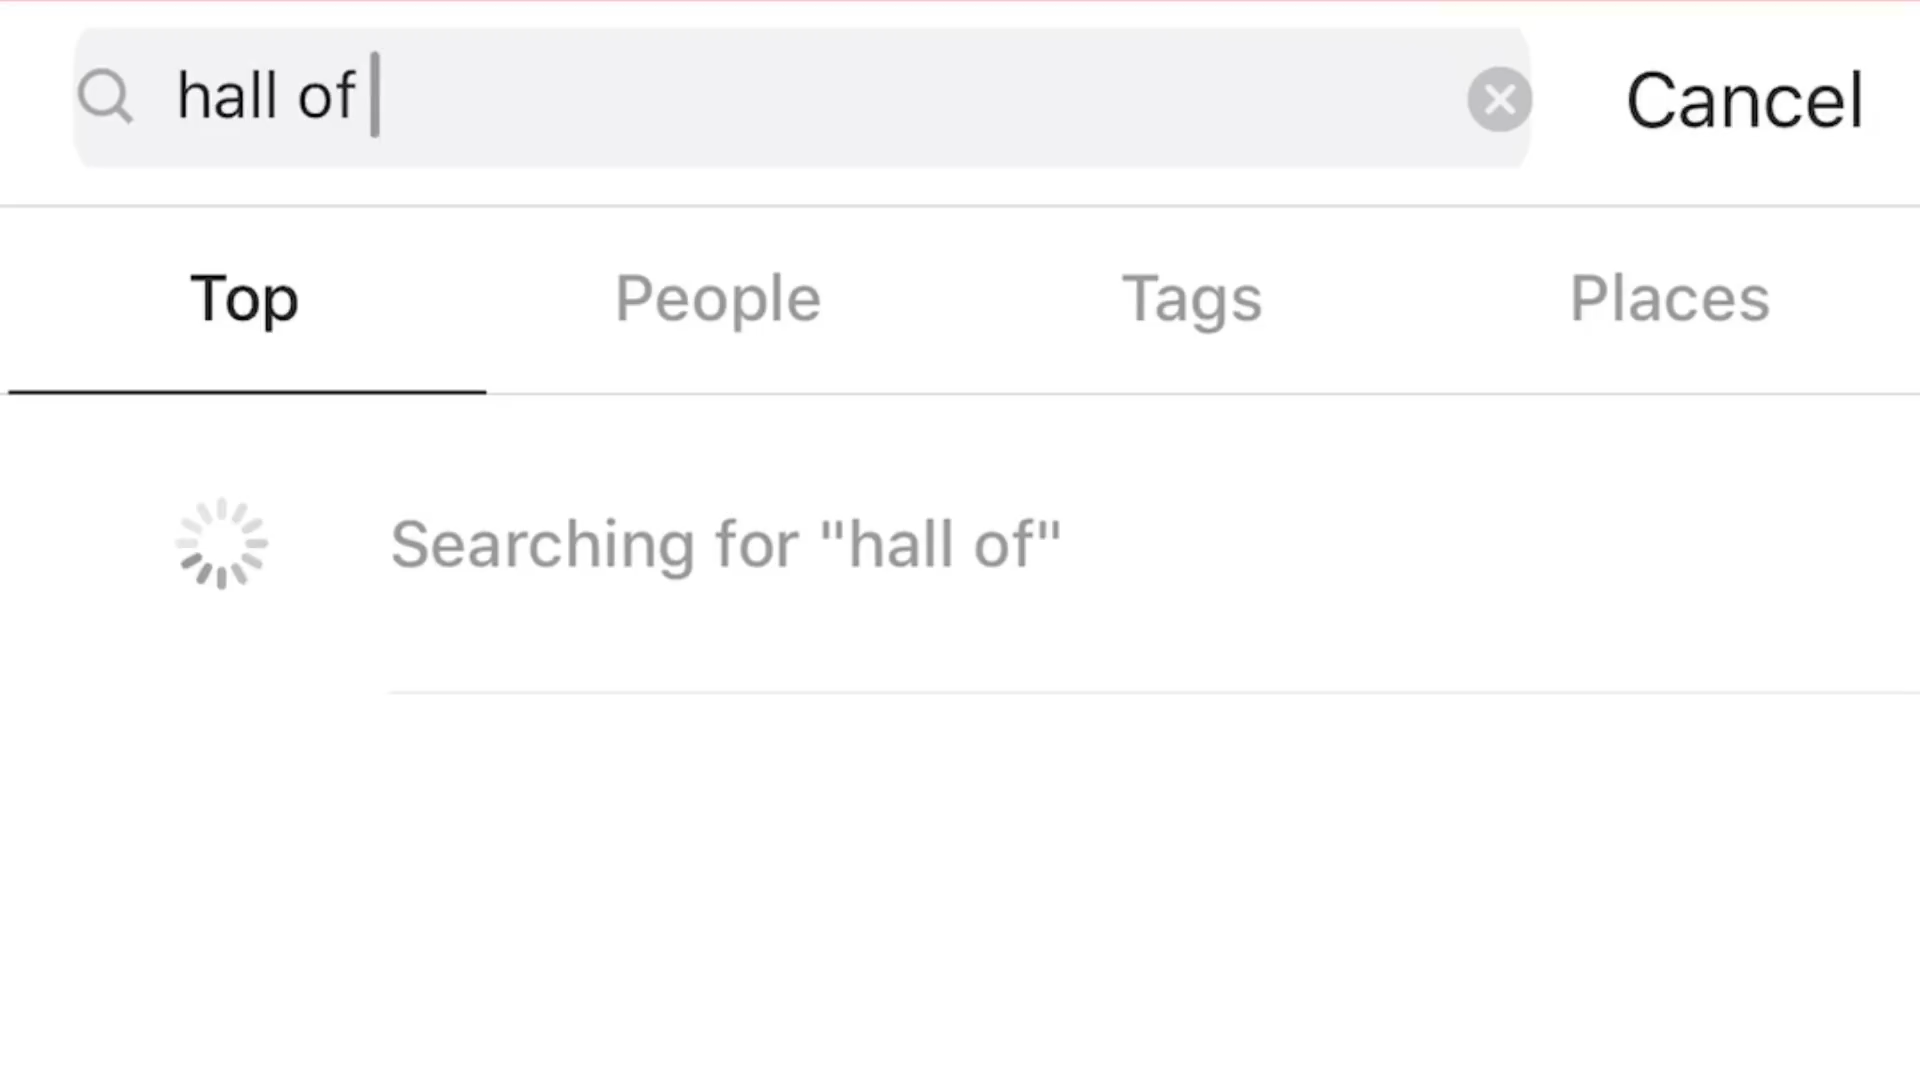 hall of
Cancel
Top
People
Tags
Places
Searching for "hall of"